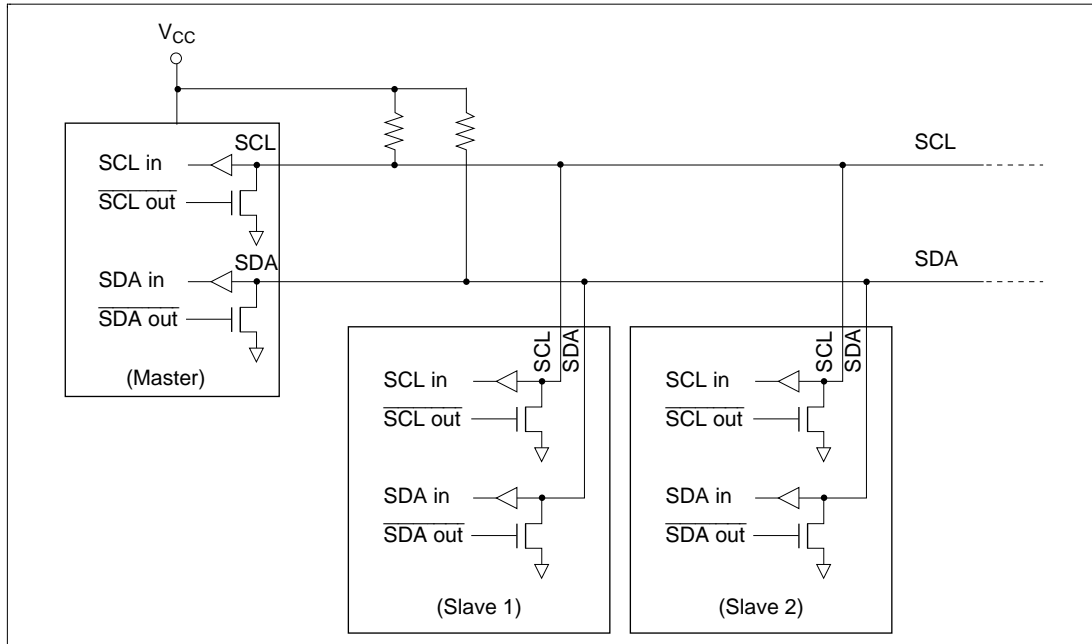 VCC
SCL
SCL
SCL in
SCL out
SDA
SDA
SDA in
SDA out
(Master)
SCL
SDA
SCL
SDA
SCL in
SCL out
SDA in
SDA out
(Slave 1)
SCL in
SCL out
SDA in
SDA out
(Slave 2)